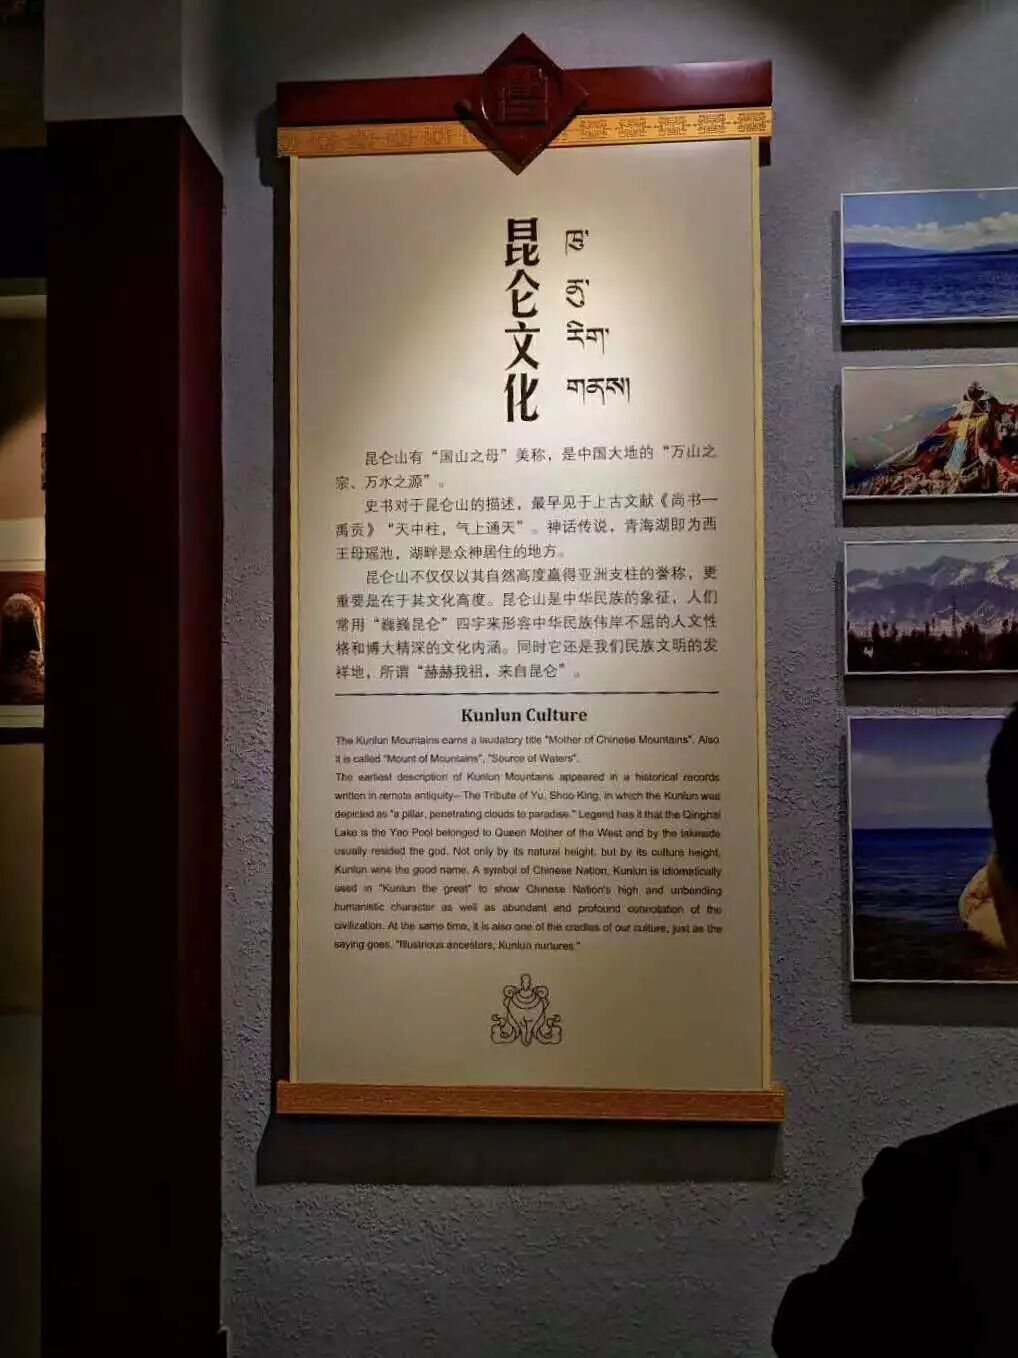 昆仑文化
ཁུ་
ནུ་
རིག་
གནས།
昆仑山有“国山之母”美称，是中国大地的“万山之
宗、万水之源”。
史书对于昆仑山的描述，最早见于上古文献《尚书—
禹贡》“天中柱，气上通天”。神话传说，青海湖即为西
王母瑶池，湖畔是众神居住的地方。
昆仑山不仅仅以其自然高度赢得亚洲支柱的誉称，更
重要是在于其文化高度。昆仑山是中华民族的象征，人们
常用“巍巍昆仑”四字来形容中华民族伟岸不屈的人文性
格和博大精深的文化内涵。同时它还是我们民族文明的发
祥地，所谓“赫赫我祖，来自昆仑”。
Kunlun Culture
The Kunlun Mountains earns a laudatory title "Mother of Chinese Mountains". Also
it is called "Mount of Mountains", "Source of Waters".
The earliest description of Kunlun Mountains appeared in a historical records
written in remote antiquity—The Tribute of Yu, Shoo King, in which the Kunlun was
depicted as "a pillar, penetrating clouds to paradise." Legend has it that the Qinghai
Lake is the Yao Pool belonged to Queen Mother of the West and by the lakeside
usually resided the god. Not only by its natural height, but by its culture height,
Kunlun wins the good name. A symbol of Chinese Nation, Kunlun is idiomatically
used in "Kunlun the great" to show Chinese Nation's high and unbending
humanistic character as well as abundant and profound connotation of the
civilization. At the same time, it is also one of the cradles of our culture, just as the
saying goes, "Illustrious ancestors, Kunlun nurtures."